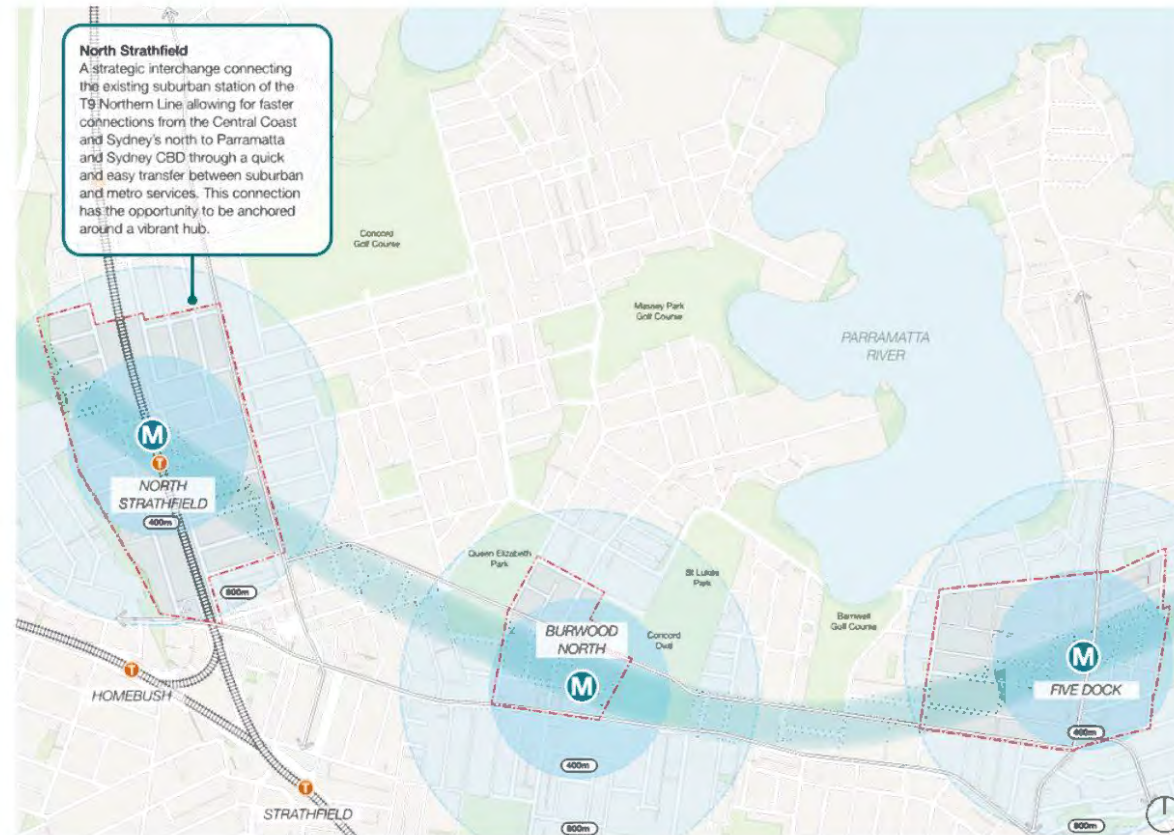 North Strathfield
A strategic interchange connecting
the existing suburban station of the
T9 Northern Line allowing for faster
connections from the Central Coast
and Sydney's north to Parramatta
and Sydney CBD through a quick
and easy transfer between suburban
and metro services. This connection
has the opportunity to be anchored
around a vibrant hub.
Concord
Golf Course
Massey Park
Golf Course
PARRAMATTA
RIVER
M
T
NORTH
STRATHFIELD
400m
800m
Queen Elizabeth
Park
St Lukes
Park
BURWOOD
NORTH
Concord
Oval
M
400m
800m
Barnwell
Golf Course
M
FIVE DOCK
400m
800m
T
HOMEBUSH
T
STRATHFIELD